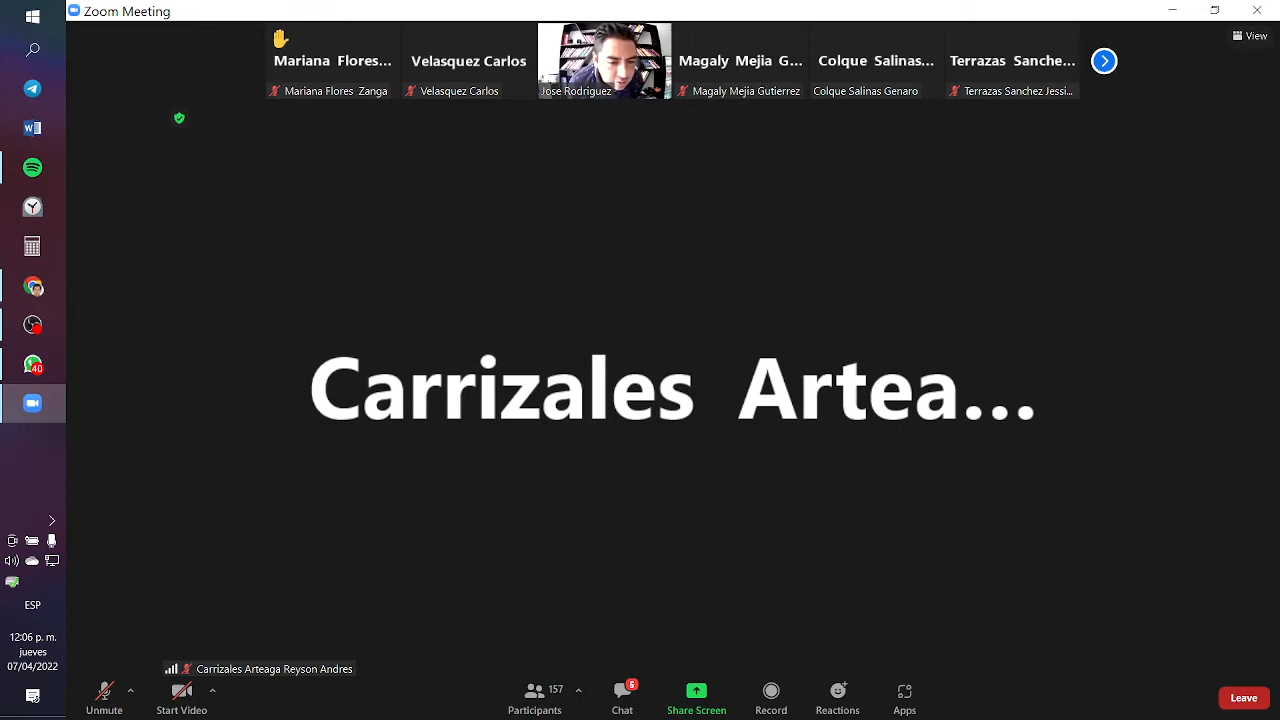 Zoom Meeting
View
Mariana Flores...
Velasquez Carlos
Magaly Mejia G...
Colque Salinas...
Terrazas Sanche...
Mariana Flores Zanga
Velasquez Carlos
Jose Rodriguez
Magaly Mejia Gutierrez
Colque Salinas Genaro
Terrazas Sanchez Jessi...
Carrizales Artea...
40
ESP
12:06 p. m.
jueves
07/04/2022
Carrizales Arteaga Reyson Andres
Unmute
Start Video
157
Participants
6
Chat
Share Screen
Record
Reactions
Apps
Leave